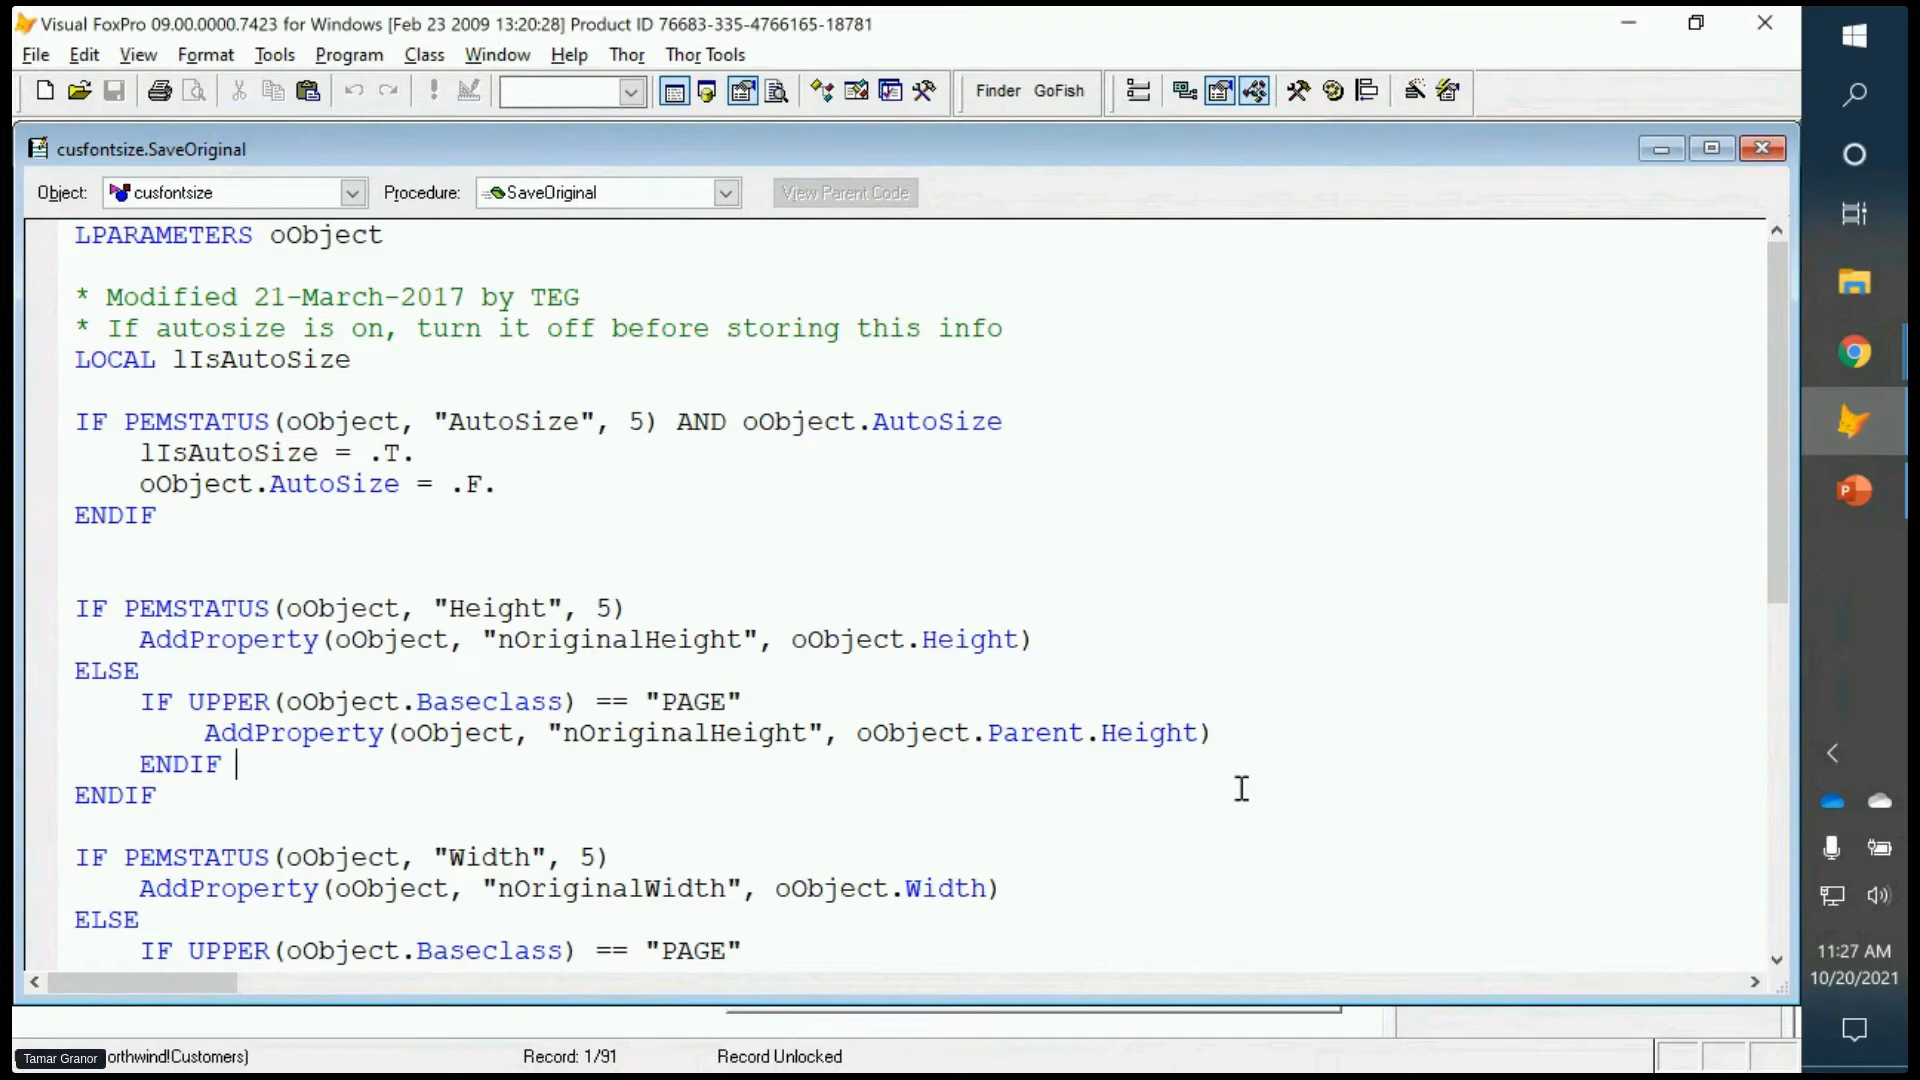 Visual FoxPro 09.00.0000.7423 for Windows [Feb 23 2009 13:20:28] Product ID 76683-335-4766165-18781
File Edit View Format Tools Program Class Window Help Thor Thor Tools
Finder GoFish
cusfontsize.SaveOriginal
Object: cusfontsize Procedure: SaveOriginal View Parent Code
LPARAMETERS oObject
* Modified 21-March-2017 by TEG
* If autosize is on, turn it off before storing this info
LOCAL lIsAutoSize
IF PEMSTATUS(oObject, "AutoSize", 5) AND oObject.AutoSize
lIsAutoSize = .T.
oObject.AutoSize = .F.
ENDIF
IF PEMSTATUS(oObject, "Height", 5)
AddProperty(oObject, "nOriginalHeight", oObject.Height)
ELSE
IF UPPER(oObject.Baseclass) == "PAGE"
AddProperty(oObject, "nOriginalHeight", oObject.Parent.Height)
ENDIF
ENDIF
IF PEMSTATUS(oObject, "Width", 5)
AddProperty(oObject, "nOriginalWidth", oObject.Width)
ELSE
IF UPPER(oObject.Baseclass) == "PAGE"
11:27 AM
10/20/2021
Tamar Granor orthwind!Customers) Record: 1/91 Record Unlocked